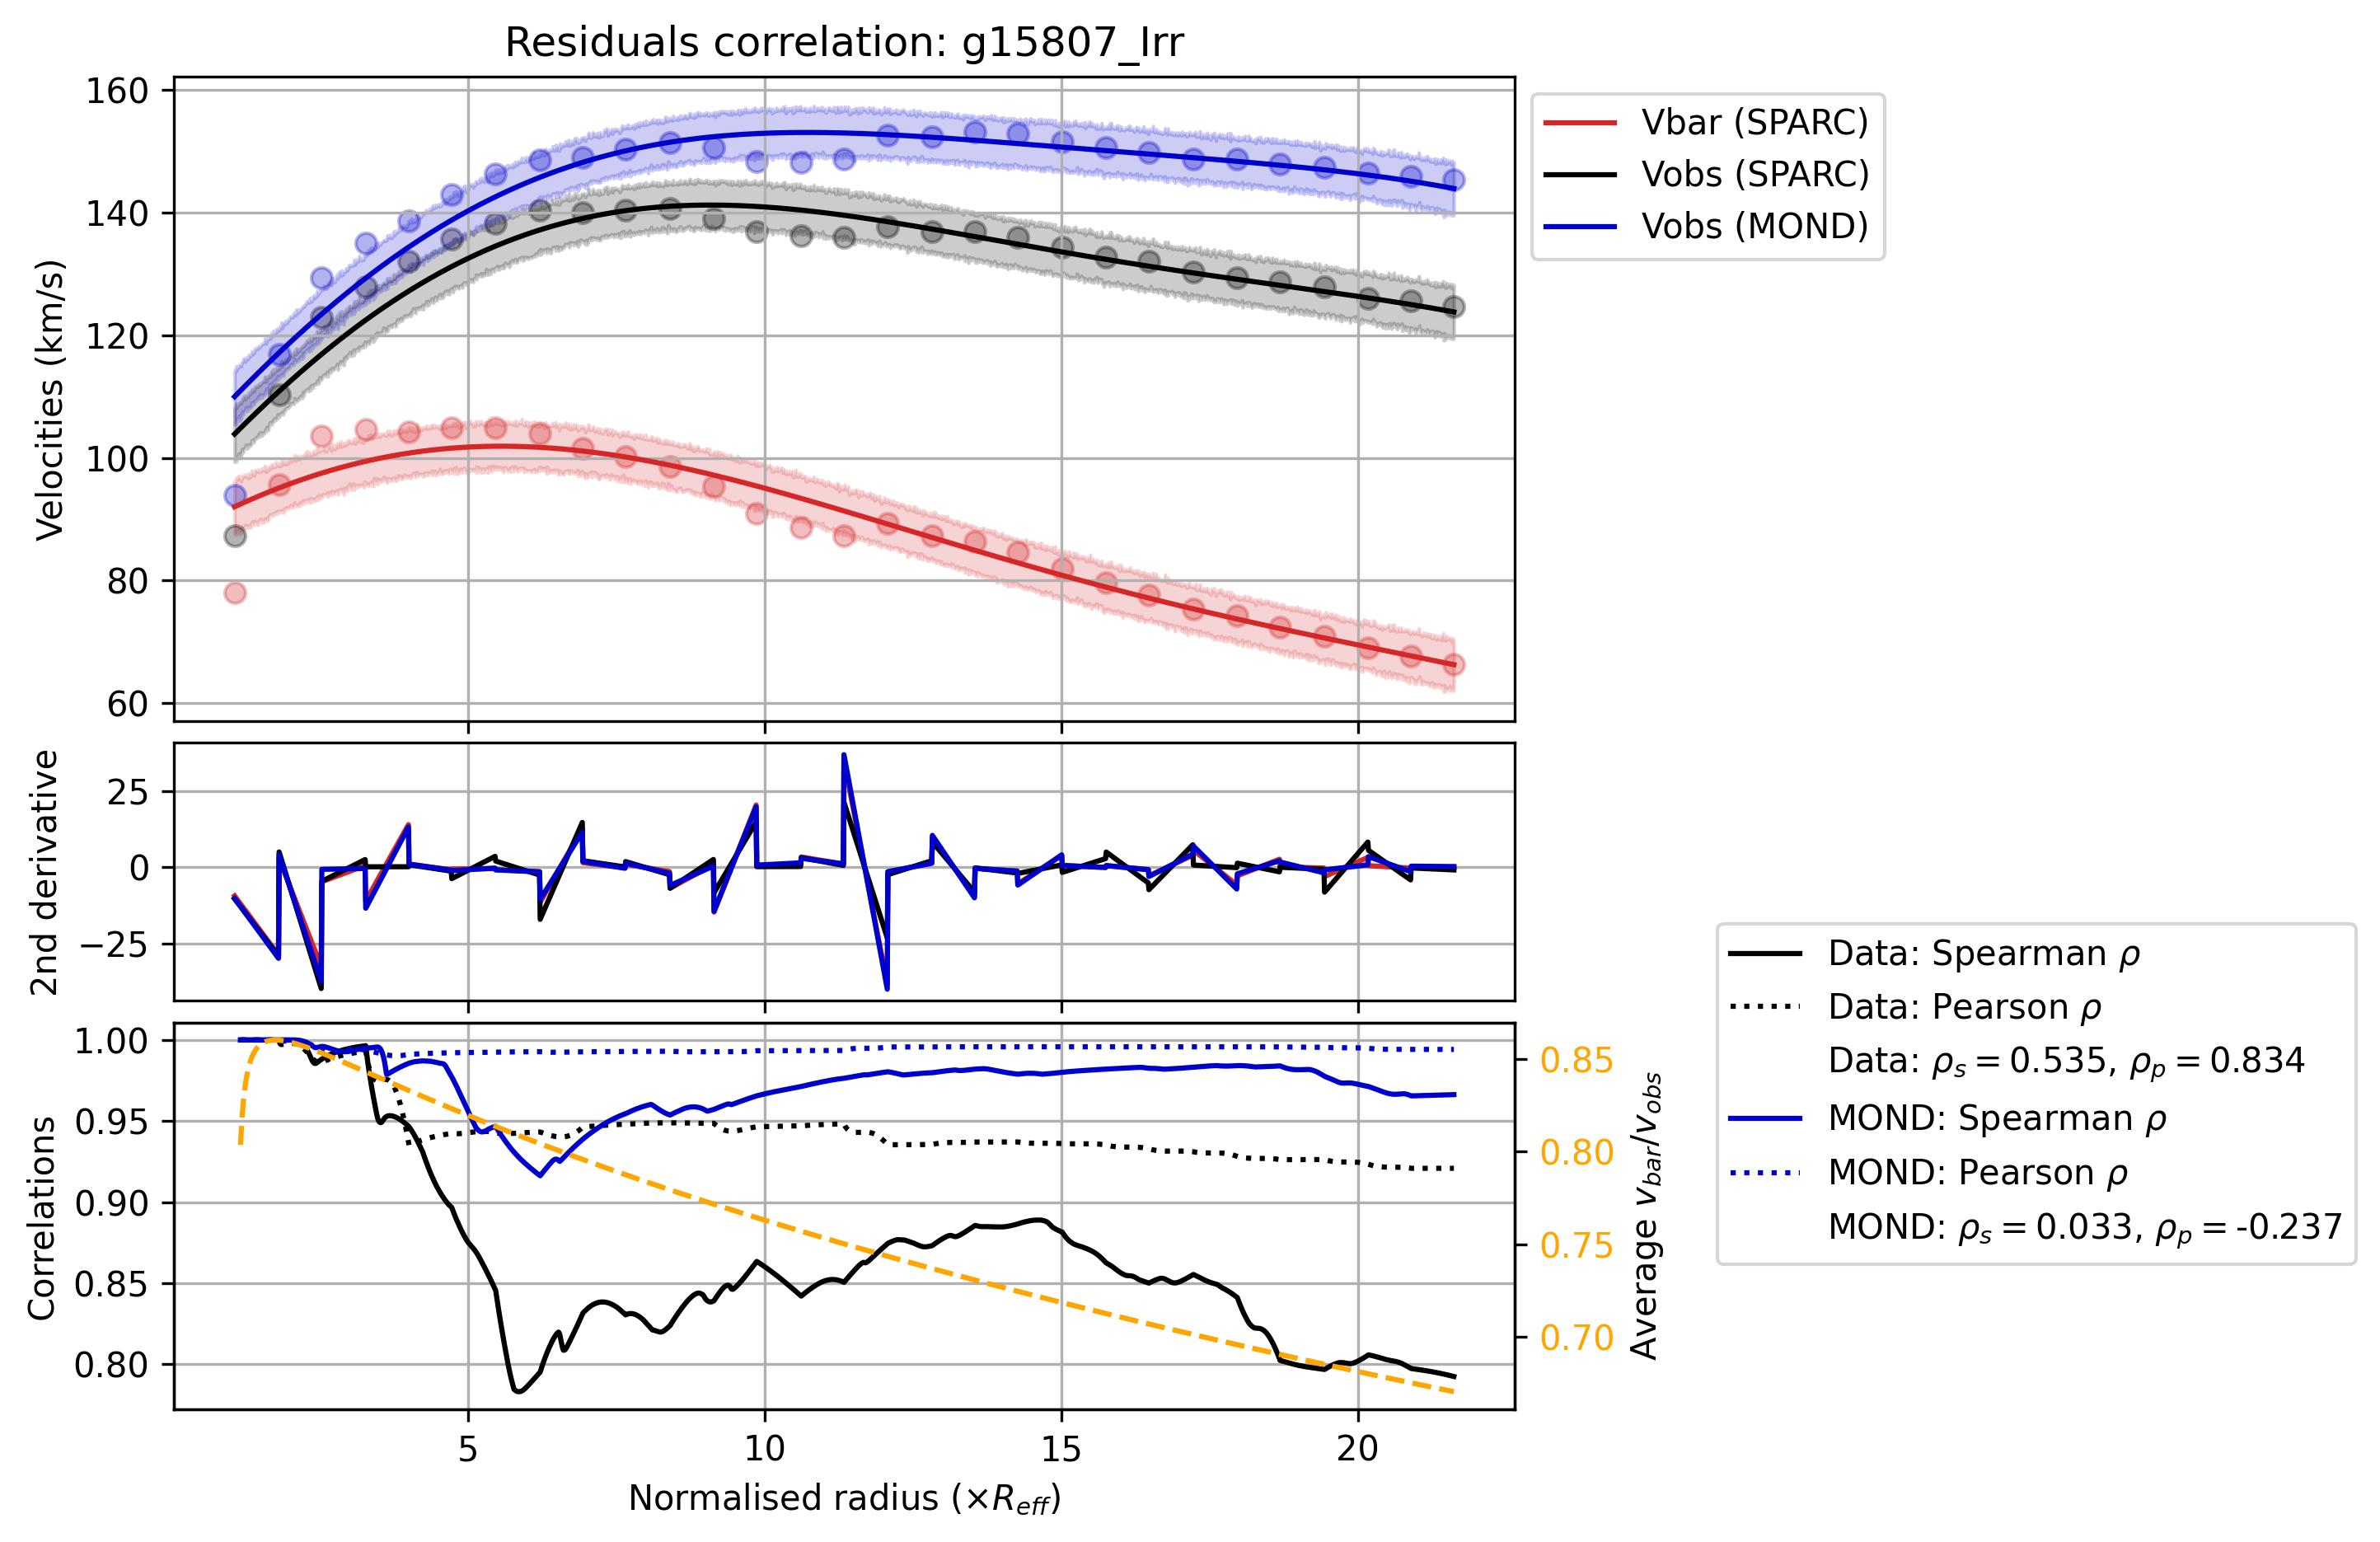 Residuals correlation: g15807_Irr
160
140
120
100
80
60
Velocities (km/s)
Vbar (SPARC)
Vobs (SPARC)
Vobs (MOND)
25
0
−25
2nd derivative
1.00
0.95
0.90
0.85
0.80
Correlations
0.85
0.80
0.75
0.70
Average v_bar/v_obs
5
10
15
20
Normalised radius (×R_eff)
Data: Spearman ρ
Data: Pearson ρ
Data: ρ_s = 0.535, ρ_p = 0.834
MOND: Spearman ρ
MOND: Pearson ρ
MOND: ρ_s = 0.033, ρ_p = -0.237